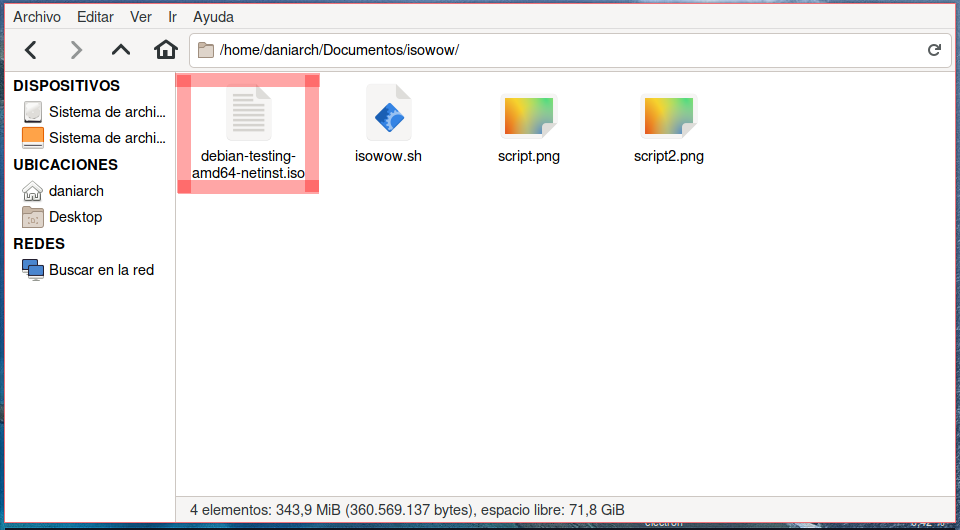 Archivo Editar Ver Ir Ayuda
/home/daniarch/Documentos/isowow/
DISPOSITIVOS
Sistema de archi...
Sistema de archi...
UBICACIONES
daniarch
Desktop
REDES
Buscar en la red
debian-testing-
amd64-netinst.iso
isowow.sh
script.png
script2.png
4 elementos: 343,9 MiB (360.569.137 bytes), espacio libre: 71,8 GiB
electron